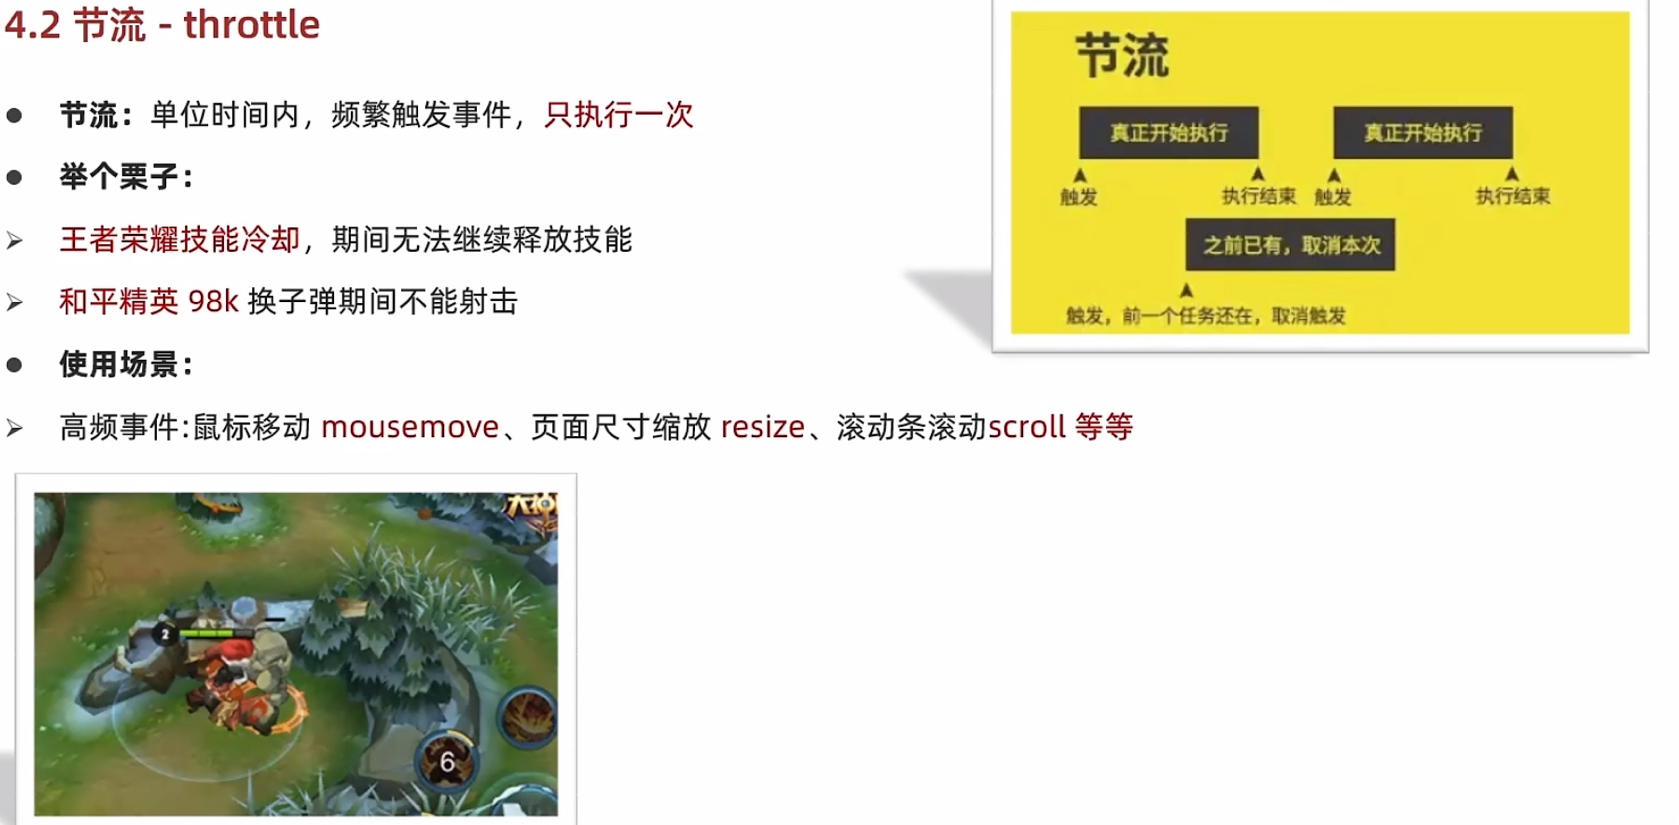 4.2 节流 - throttle
● 节流：单位时间内，频繁触发事件，只执行一次
● 举个栗子：
➢ 王者荣耀技能冷却，期间无法继续释放技能
➢ 和平精英 98k 换子弹期间不能射击
● 使用场景：
➢ 高频事件:鼠标移动 mousemove、页面尺寸缩放 resize、滚动条滚动scroll 等等
节流
真正开始执行 真正开始执行
触发 执行结束 触发 执行结束
之前已有，取消本次
触发，前一个任务还在，取消触发
2
6